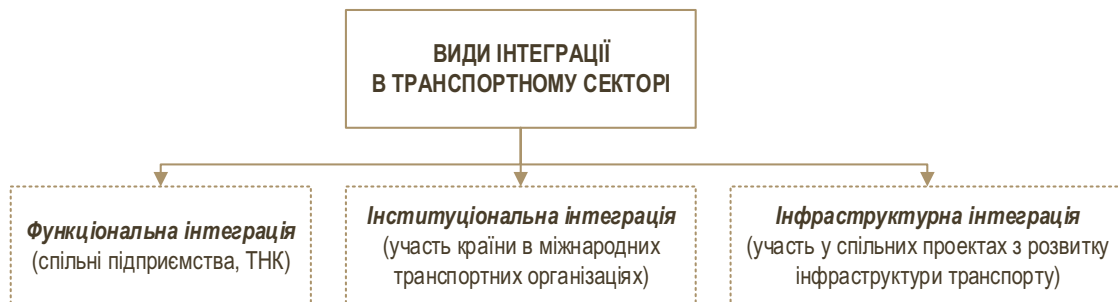 ВИДИ ІНТЕГРАЦІЇ
В ТРАНСПОРТНОМУ СЕКТОРІ
Функціональна інтеграція
(спільні підприємства, ТНК)
Інституціональна інтеграція
(участь країни в міжнародних
транспортних організаціях)
Інфраструктурна інтеграція
(участь у спільних проектах з розвитку
інфраструктури транспорту)